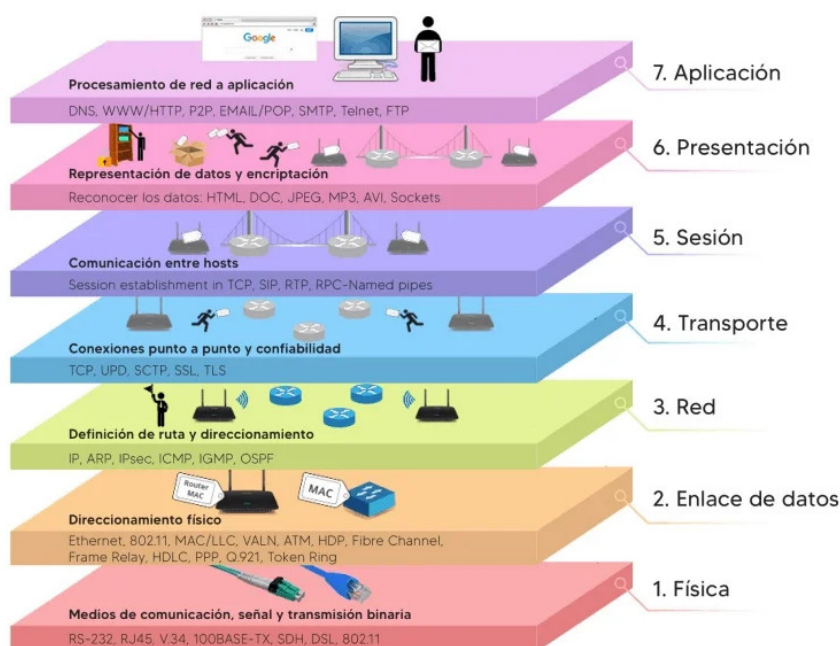 Google
7. Aplicación
Procesamiento de red a aplicación
DNS, WWW/HTTP, P2P, EMAIL/POP, SMTP, Telnet, FTP
6. Presentación
Representación de datos y encriptación
Reconocer los datos: HTML, DOC, JPEG, MP3, AVI, Sockets
5. Sesión
Comunicación entre hosts
Session establishment in TCP, SIP, RTP, RPC-Named pipes
4. Transporte
Conexiones punto a punto y confiabilidad
TCP, UPD, SCTP, SSL, TLS
3. Red
Definición de ruta y direccionamiento
IP, ARP, IPsec, ICMP, IGMP, OSPF
Router
MAC
MAC
2. Enlace de datos
Direccionamiento físico
Ethernet, 802.11, MAC/LLC, VALN, ATM, HDP, Fibre Channel,
Frame Relay, HDLC, PPP, Q.921, Token Ring
1. Física
Medios de comunicación, señal y transmisión binaria
RS-232, RJ45, V.34, 100BASE-TX, SDH, DSL, 802.11